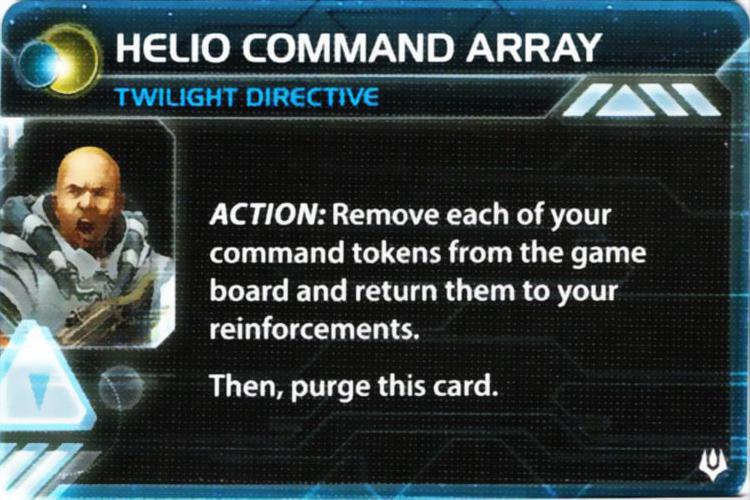 HELIO COMMAND ARRAY
TWILIGHT DIRECTIVE
ACTION: Remove each of your
command tokens from the game
board and return them to your
reinforcements.
Then, purge this card.